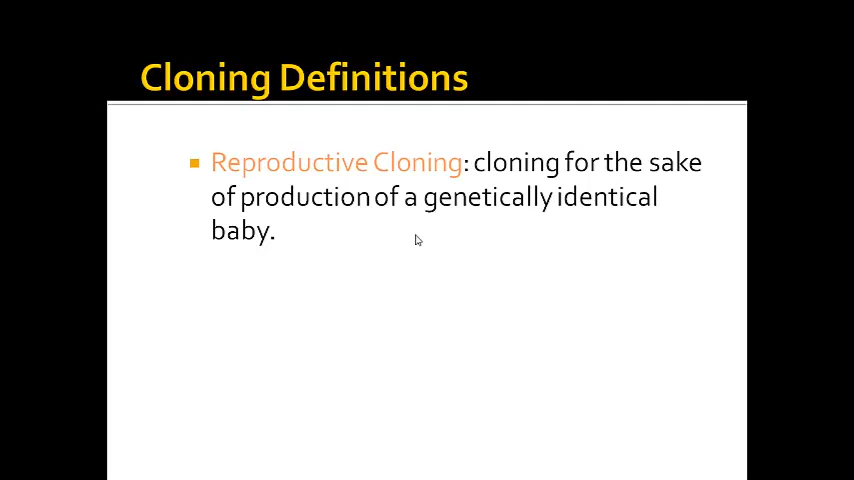 Cloning Definitions
Reproductive Cloning: cloning for the sake
of production of a genetically identical
baby.